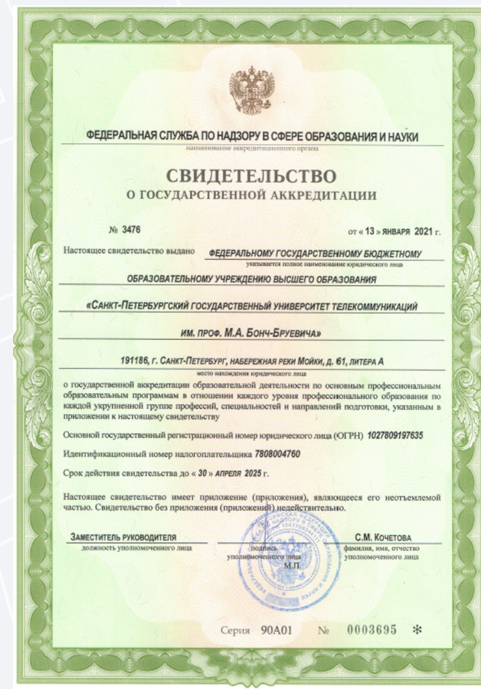 ФЕДЕРАЛЬНАЯ СЛУЖБА ПО НАДЗОРУ В СФЕРЕ ОБРАЗОВАНИЯ И НАУКИ
наименование аккредитационного органа
СВИДЕТЕЛЬСТВО
О ГОСУДАРСТВЕННОЙ АККРЕДИТАЦИИ
№ 3476 от « 13 » ЯНВАРЯ 2021 г.
Настоящее свидетельство выдано ФЕДЕРАЛЬНОМУ ГОСУДАРСТВЕННОМУ БЮДЖЕТНОМУ
указывается полное наименование юридического лица
ОБРАЗОВАТЕЛЬНОМУ УЧРЕЖДЕНИЮ ВЫСШЕГО ОБРАЗОВАНИЯ
«САНКТ-ПЕТЕРБУРГСКИЙ ГОСУДАРСТВЕННЫЙ УНИВЕРСИТЕТ ТЕЛЕКОММУНИКАЦИЙ
ИМ. ПРОФ. М.А. БОНЧ-БРУЕВИЧА»
191186, Г. САНКТ-ПЕТЕРБУРГ, НАБЕРЕЖНАЯ РЕКИ МОЙКИ, Д. 61, ЛИТЕРА А
место нахождения юридического лица
о государственной аккредитации образовательной деятельности по основным профессиональным
образовательным программам в отношении каждого уровня профессионального образования по
каждой укрупненной группе профессий, специальностей и направлений подготовки, указанным в
приложении к настоящему свидетельству
Основной государственный регистрационный номер юридического лица (ОГРН) 1027809197635
Идентификационный номер налогоплательщика 7808004760
Срок действия свидетельства до « 30 » АПРЕЛЯ 2025 г.
Настоящее свидетельство имеет приложение (приложения), являющееся его неотъемлемой
частью. Свидетельство без приложения (приложений) недействительно.
ЗАМЕСТИТЕЛЬ РУКОВОДИТЕЛЯ С.М. КОЧЕТОВА
должность уполномоченного лица подпись уполномоченного лица фамилия, имя, отчество уполномоченного лица
М.П.
Серия 90А01 № 0003695 *